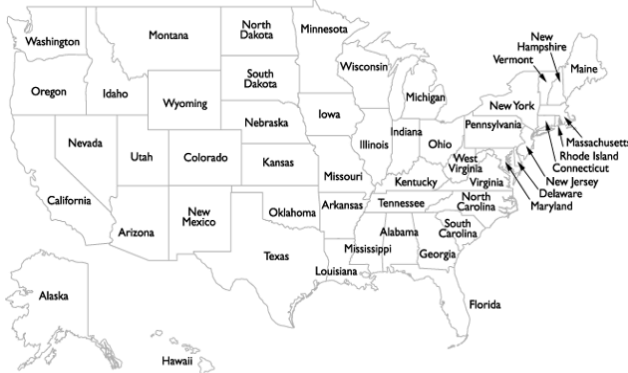 Washington
Montana
North
Dakota
Minnesota
New
Hampshire
Vermont
Maine
Oregon
Idaho
Wyoming
South
Dakota
Wisconsin
Michigan
New York
Nevada
Utah
Colorado
Nebraska
Iowa
Illinois
Indiana
Ohio
Pennsylvania
Massachusetts
Rhode Island
Connecticut
New Jersey
Delaware
Maryland
California
Kansas
Missouri
Kentucky
West
Virginia
Virginia
Arizona
New
Mexico
Oklahoma
Arkansas
Tennessee
North
Carolina
South
Carolina
Texas
Louisiana
Mississippi
Alabama
Georgia
Florida
Alaska
Hawaii